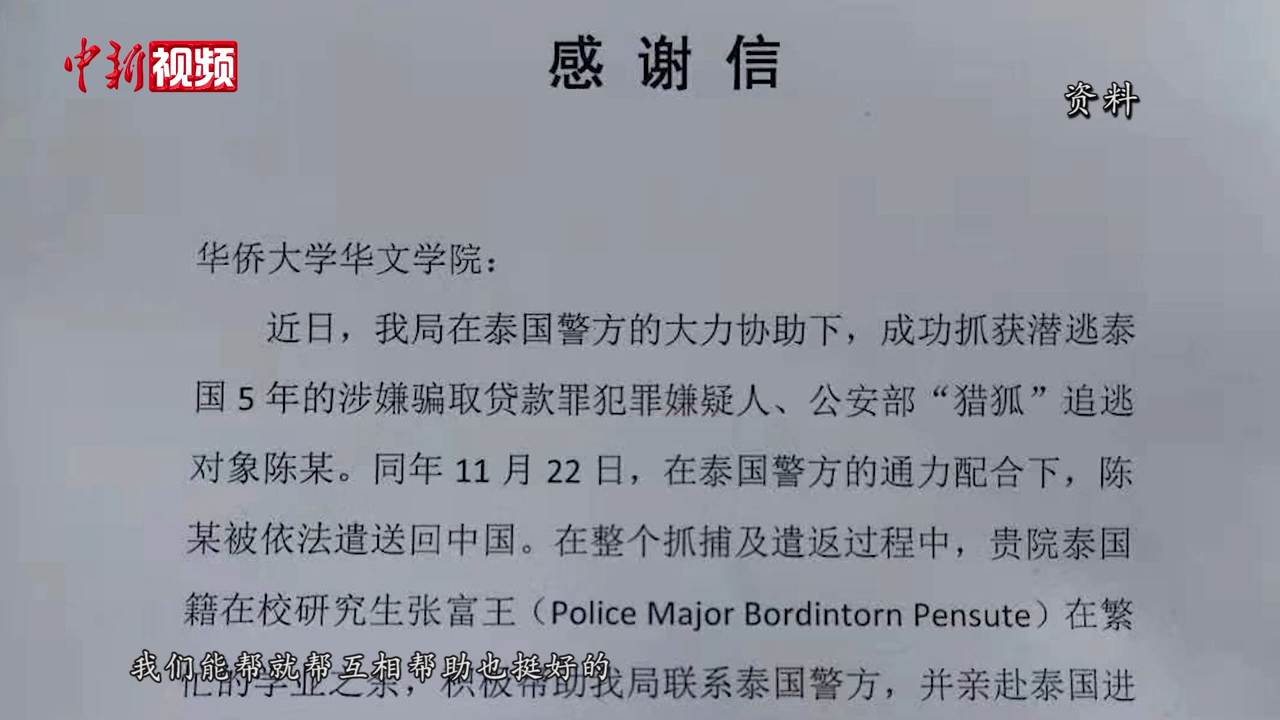 中新视频
感谢信
资料
华侨大学华文学院：
近日，我局在泰国警方的大力协助下，成功抓获潜逃泰
国 5 年的涉嫌骗取贷款罪犯罪嫌疑人、公安部“猎狐”追逃
对象陈某。同年 11 月 22 日，在泰国警方的通力配合下，陈
某被依法遣送回中国。在整个抓捕及遣返过程中，贵院泰国
籍在校研究生张富王（Police Major Bordintorn Pensute）在繁
忙的学业之余，积极帮助我局联系泰国警方，并亲赴泰国进
我们能帮就帮互相帮助也挺好的